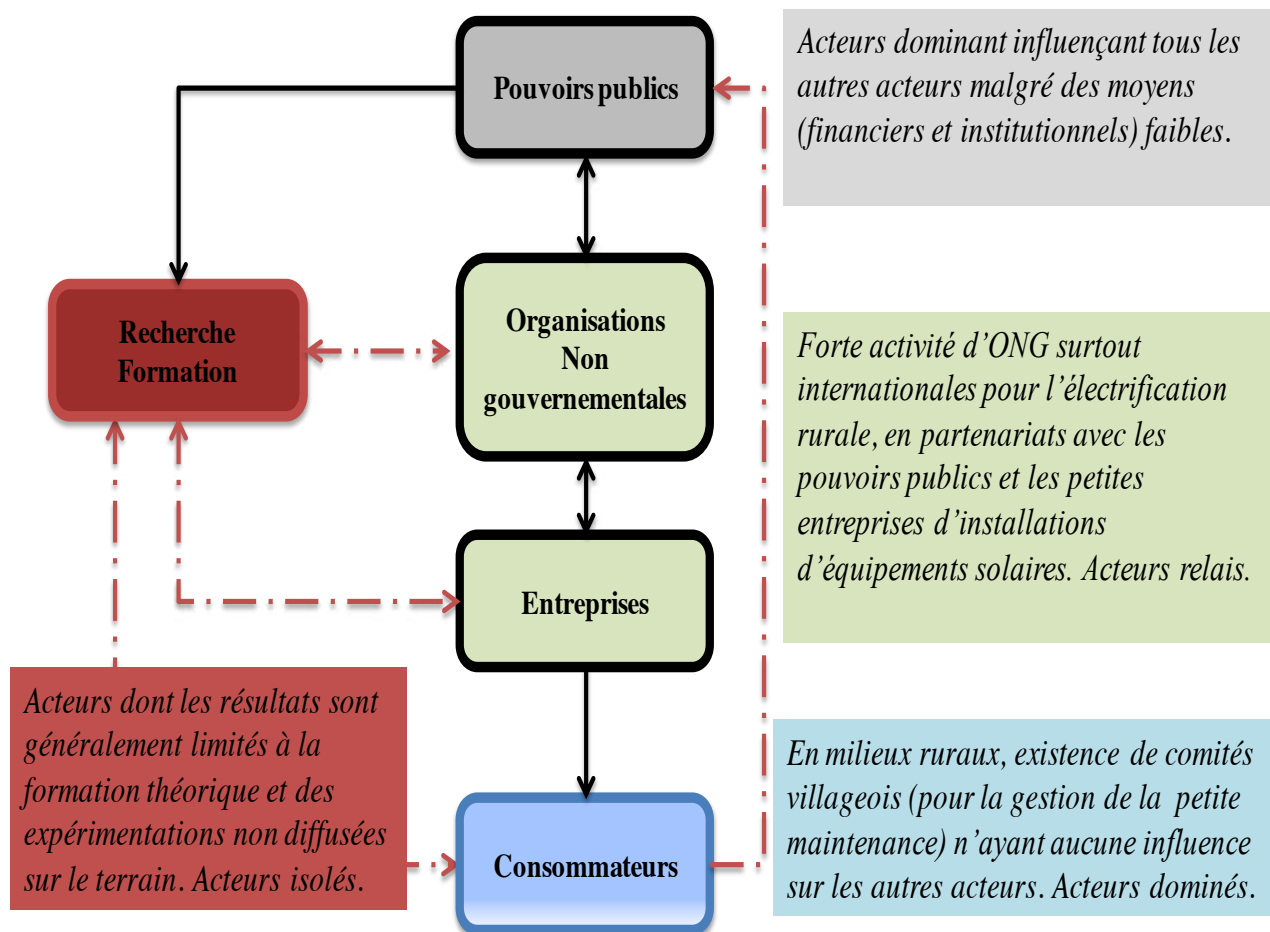 Pouvoirs publics
Acteurs dominant influençant tous les
autres acteurs malgré des moyens
(financiers et institutionnels) faibles.
Recherche
Formation
Organisations
Non
gouvernementales
Forte activité d’ONG surtout
internationales pour l’électrification
rurale, en partenariats avec les
pouvoirs publics et les petites
entreprises d’installations
d’équipements solaires. Acteurs relais.
Entreprises
Acteurs dont les résultats sont
généralement limités à la
formation théorique et des
expérimentations non diffusées
sur le terrain. Acteurs isolés.
Consommateurs
En milieux ruraux, existence de comités
villageois (pour la gestion de la petite
maintenance) n’ayant aucune influence
sur les autres acteurs. Acteurs dominés.